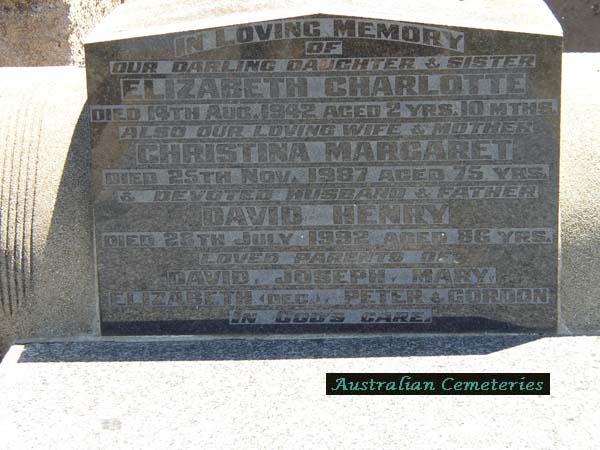 IN LOVING MEMORY
OF
OUR DARLING DAUGHTER & SISTER
ELIZABETH CHARLOTTE
DIED 14TH AUG. 1942 AGED 2 YRS. 10 MTHS.
ALSO OUR LOVING WIFE & MOTHER
CHRISTINA MARGARET
DIED 25TH NOV. 1987 AGED 75 YRS.
& DEVOTED HUSBAND & FATHER
DAVID HENRY
DIED 28TH JULY 1992 AGED 86 YRS.
LOVED PARENTS OF
DAVID, JOSEPH, MARY,
ELIZABETH (DEC.), PETER & GORDON
IN GOD'S CARE.
Australian Cemeteries